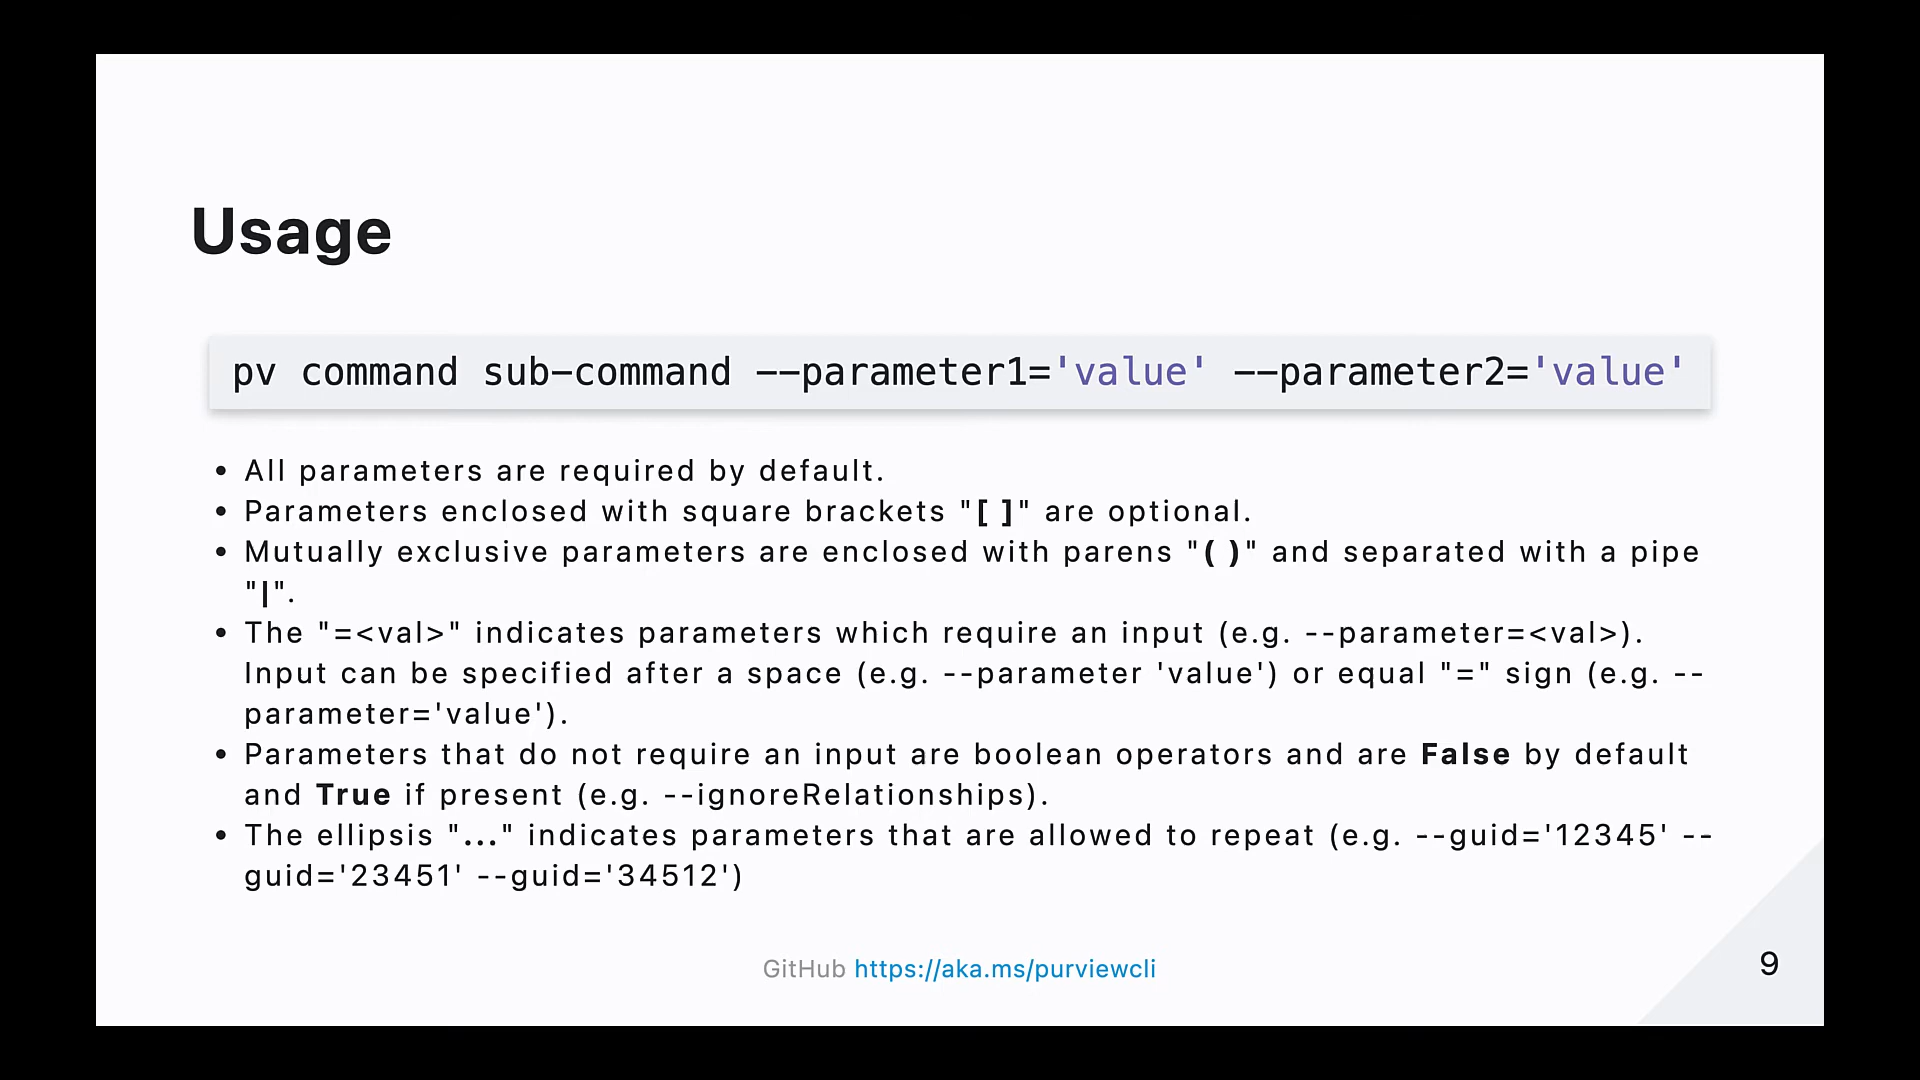 Usage
pv command sub-command --parameter1='value' --parameter2='value'
• All parameters are required by default.
• Parameters enclosed with square brackets "[ ]" are optional.
• Mutually exclusive parameters are enclosed with parens "( )" and separated with a pipe
"|".
• The "=<val>" indicates parameters which require an input (e.g. --parameter=<val>).
Input can be specified after a space (e.g. --parameter 'value') or equal "=" sign (e.g. --
parameter='value').
• Parameters that do not require an input are boolean operators and are False by default
and True if present (e.g. --ignoreRelationships).
• The ellipsis "..." indicates parameters that are allowed to repeat (e.g. --guid='12345' --
guid='23451' --guid='34512')
GitHub https://aka.ms/purviewcli
9